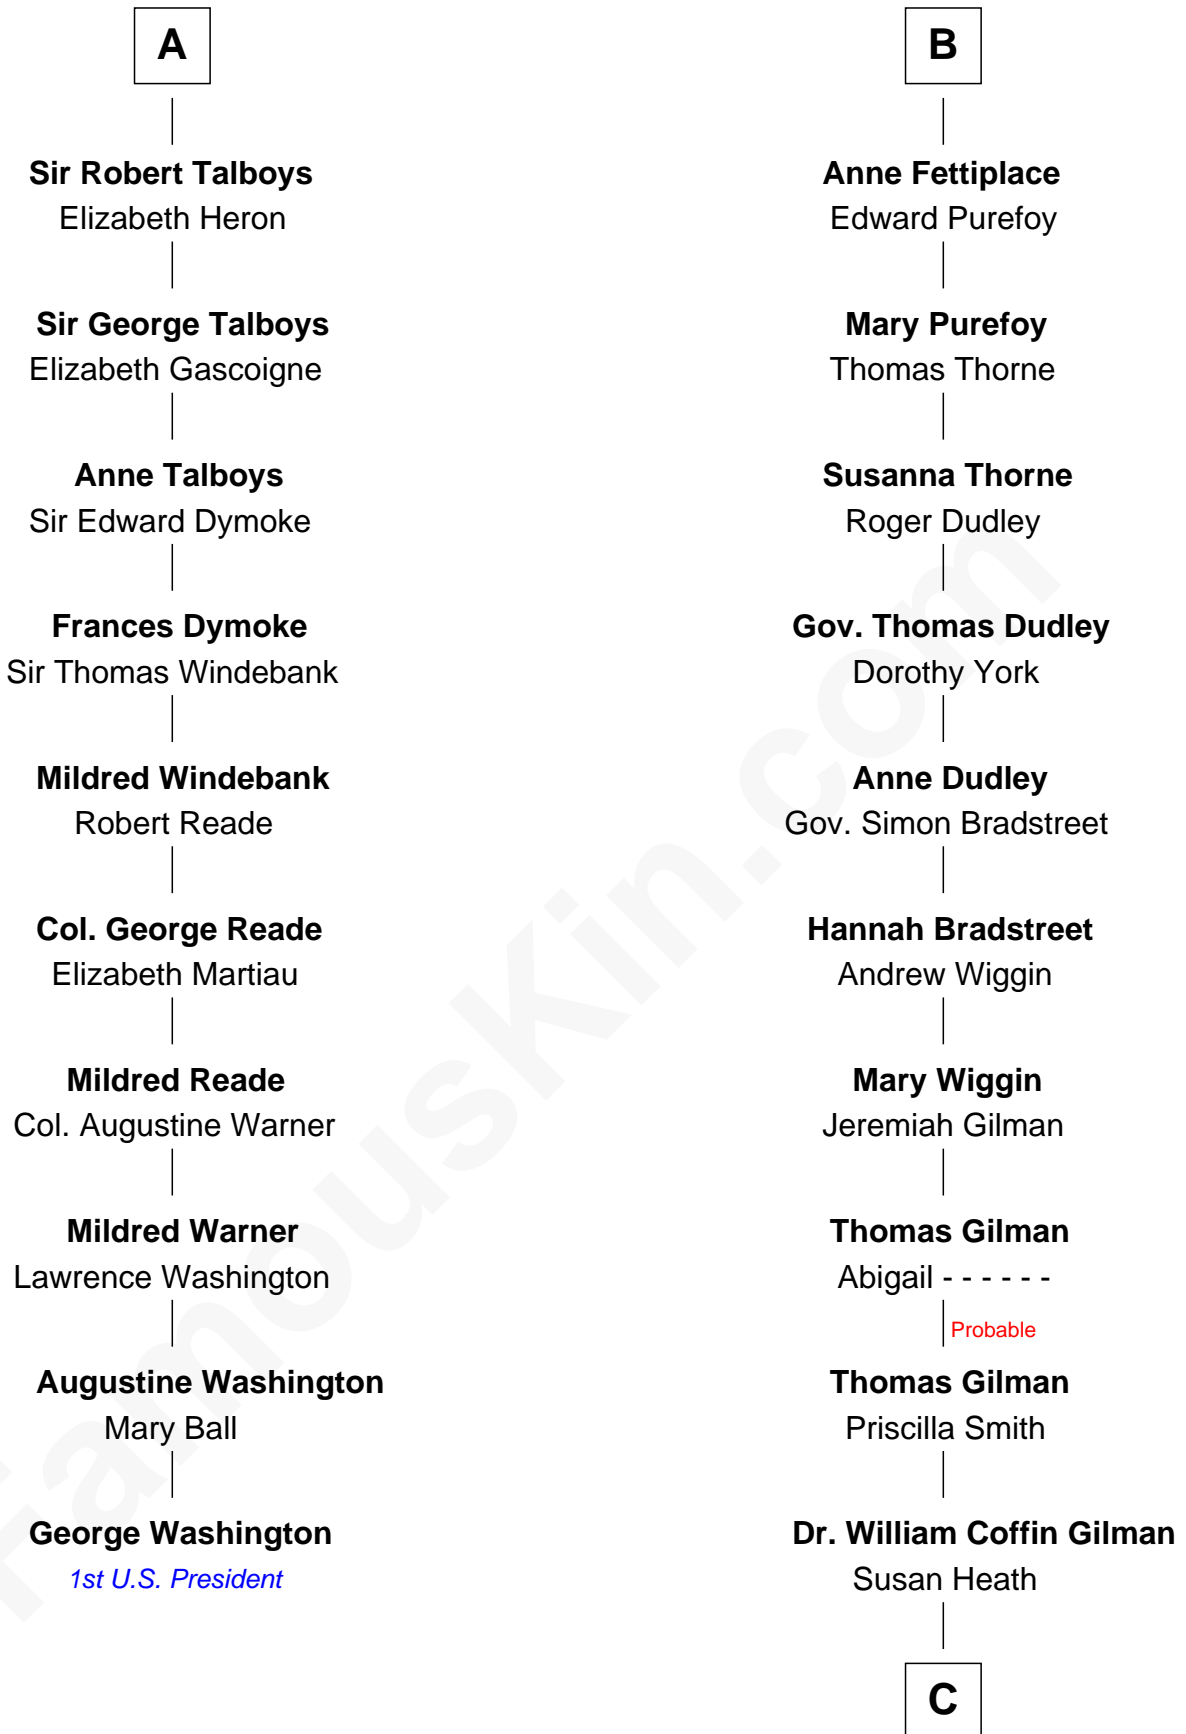 A
Sir Robert Talboys
Elizabeth Heron
Sir George Talboys
Elizabeth Gascoigne
Anne Talboys
Sir Edward Dymoke
Frances Dymoke
Sir Thomas Windebank
Mildred Windebank
Robert Reade
Col. George Reade
Elizabeth Martiau
Mildred Reade
Col. Augustine Warner
Mildred Warner
Lawrence Washington
Augustine Washington
Mary Ball
George Washington
1st U.S. President
B
Anne Fettiplace
Edward Purefoy
Mary Purefoy
Thomas Thorne
Susanna Thorne
Roger Dudley
Gov. Thomas Dudley
Dorothy York
Anne Dudley
Gov. Simon Bradstreet
Hannah Bradstreet
Andrew Wiggin
Mary Wiggin
Jeremiah Gilman
Thomas Gilman
Abigail - - - - - -
Probable
Thomas Gilman
Priscilla Smith
Dr. William Coffin Gilman
Susan Heath
C
FamousKin.com